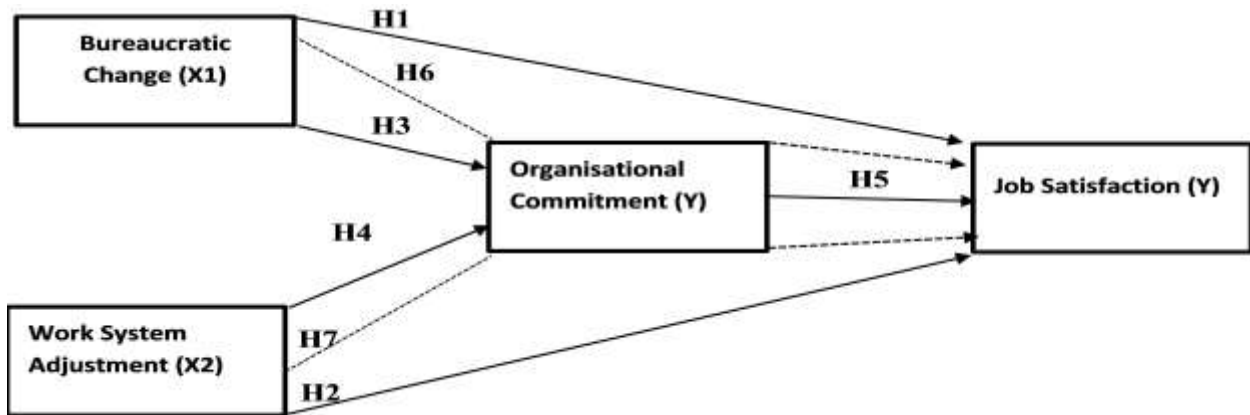 H1
Bureaucratic
Change (X1)
H6
H3
Organisational
Commitment (Y)
H5
Job Satisfaction (Y)
H4
Work System
Adjustment (X2)
H7
H2